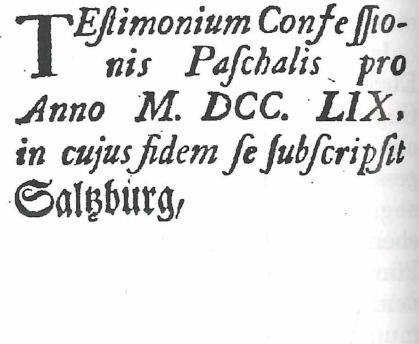 TEſtimonium Confeſſio-
nis Paſchalis pro
Anno M. DCC. LIX.
in cujus fidem ſe ſubſcripſit
Saltzburg,